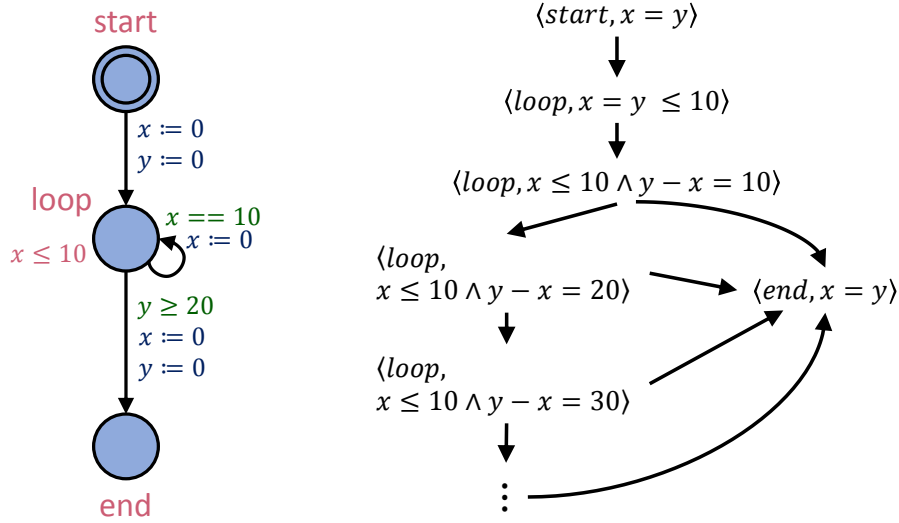 start
x := 0
y := 0
loop
x == 10
x := 0
x ≤ 10
y ≥ 20
x := 0
y := 0
end
⟨start, x = y⟩
⟨loop, x = y ≤ 10⟩
⟨loop, x ≤ 10 ∧ y − x = 10⟩
⟨loop,
x ≤ 10 ∧ y − x = 20⟩
⟨end, x = y⟩
⟨loop,
x ≤ 10 ∧ y − x = 30⟩
⋮